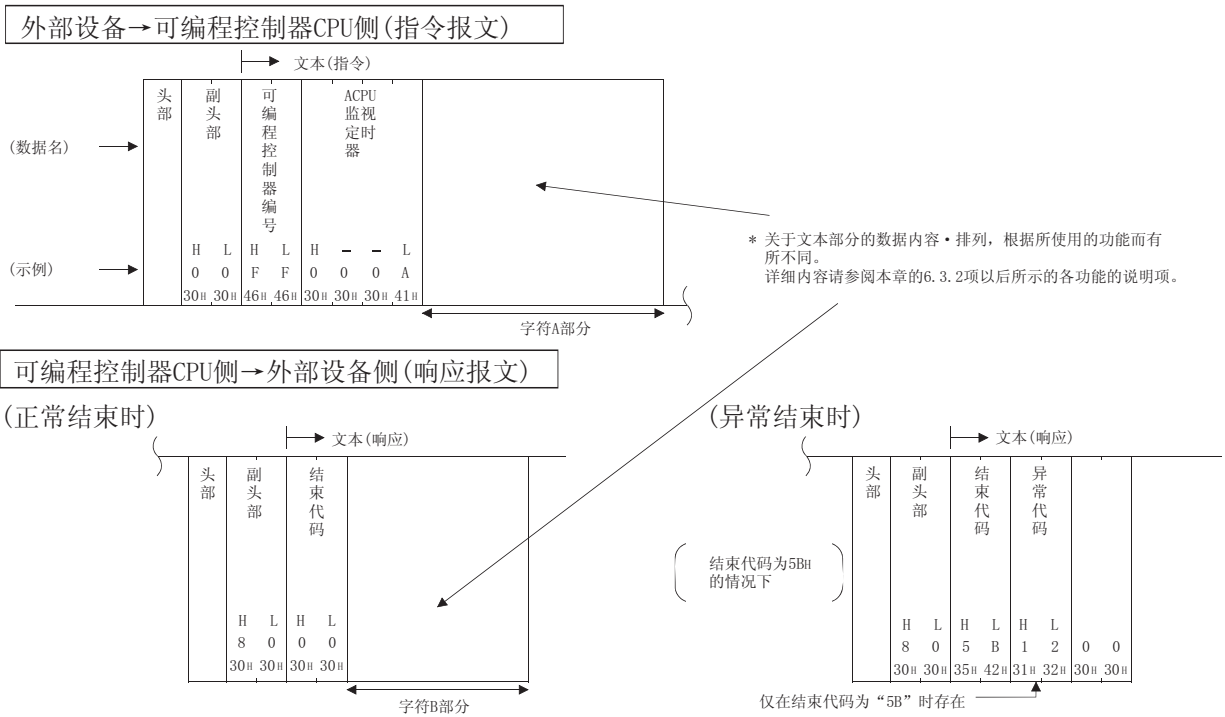 外部设备→可编程控制器CPU侧(指令报文)
文本(指令)
(数据名)
头部
副头部
可编程控制器编号
ACPU
监视
定时
器
(示例)
H L H L H － － L
0 0 F F 0 0 0 A
30H 30H 46H 46H 30H 30H 30H 41H
字符A部分
* 关于文本部分的数据内容·排列，根据所使用的功能而有
所不同。
详细内容请参阅本章的6.3.2项以后所示的各功能的说明项。
可编程控制器CPU侧→外部设备侧(响应报文)
(正常结束时)
文本(响应)
头部
副头部
结束代码
H L H L
8 0 0 0
30H 30H 30H 30H
字符B部分
(异常结束时)
文本(响应)
结束代码为5BH
的情况下
头部
副头部
结束代码
异常代码
H L H L H L
8 0 5 B 1 2 0 0
30H 30H 35H 42H 31H 32H 30H 30H
仅在结束代码为“5B”时存在